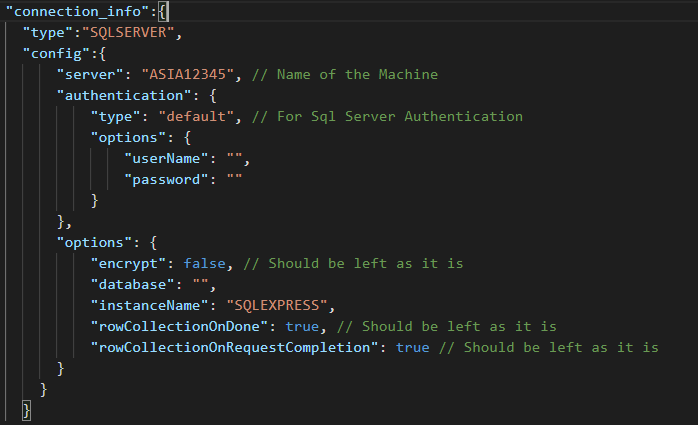 "connection_info":{
"type":"SQLSERVER",
"config":{
"server": "ASIA12345", // Name of the Machine
"authentication": {
"type": "default", // For Sql Server Authentication
"options": {
"userName": "",
"password": ""
}
},
"options": {
"encrypt": false, // Should be left as it is
"database": "",
"instanceName": "SQLEXPRESS",
"rowCollectionOnDone": true, // Should be left as it is
"rowCollectionOnRequestCompletion": true // Should be left as it is
}
}
}